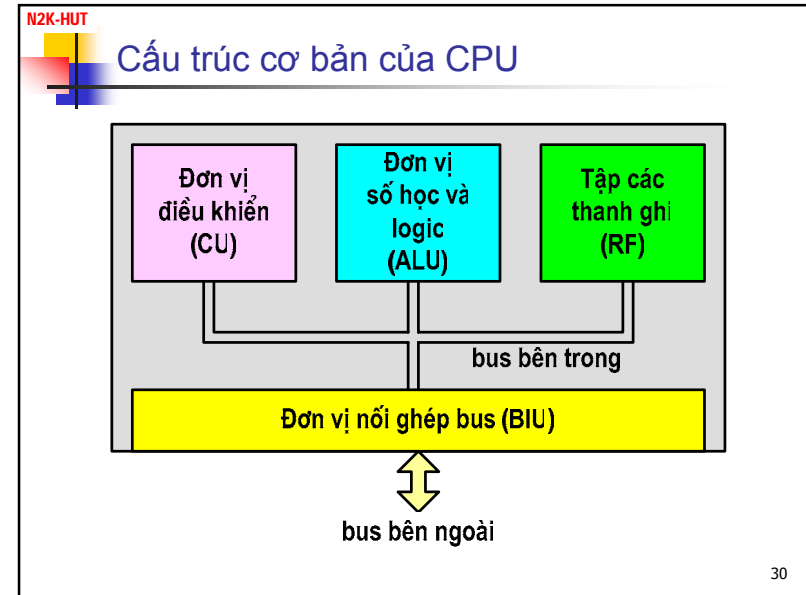 N2K-HUT
Cấu trúc cơ bản của CPU
Đơn vị
điều khiển
(CU)
Đơn vị
số học và
logic
(ALU)
Tập các
thanh ghi
(RF)
bus bên trong
Đơn vị nối ghép bus (BIU)
bus bên ngoài
30